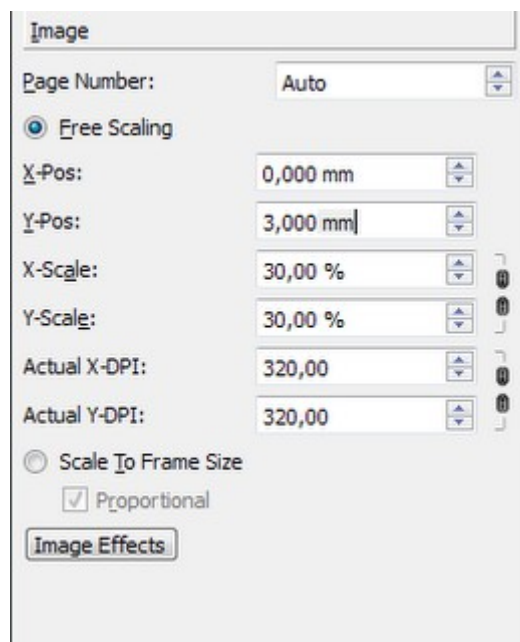 Image
Page Number: Auto
Free Scaling
X-Pos: 0,000 mm
Y-Pos: 3,000 mm
X-Scale: 30,00 %
Y-Scale: 30,00 %
Actual X-DPI: 320,00
Actual Y-DPI: 320,00
Scale To Frame Size
Proportional
Image Effects